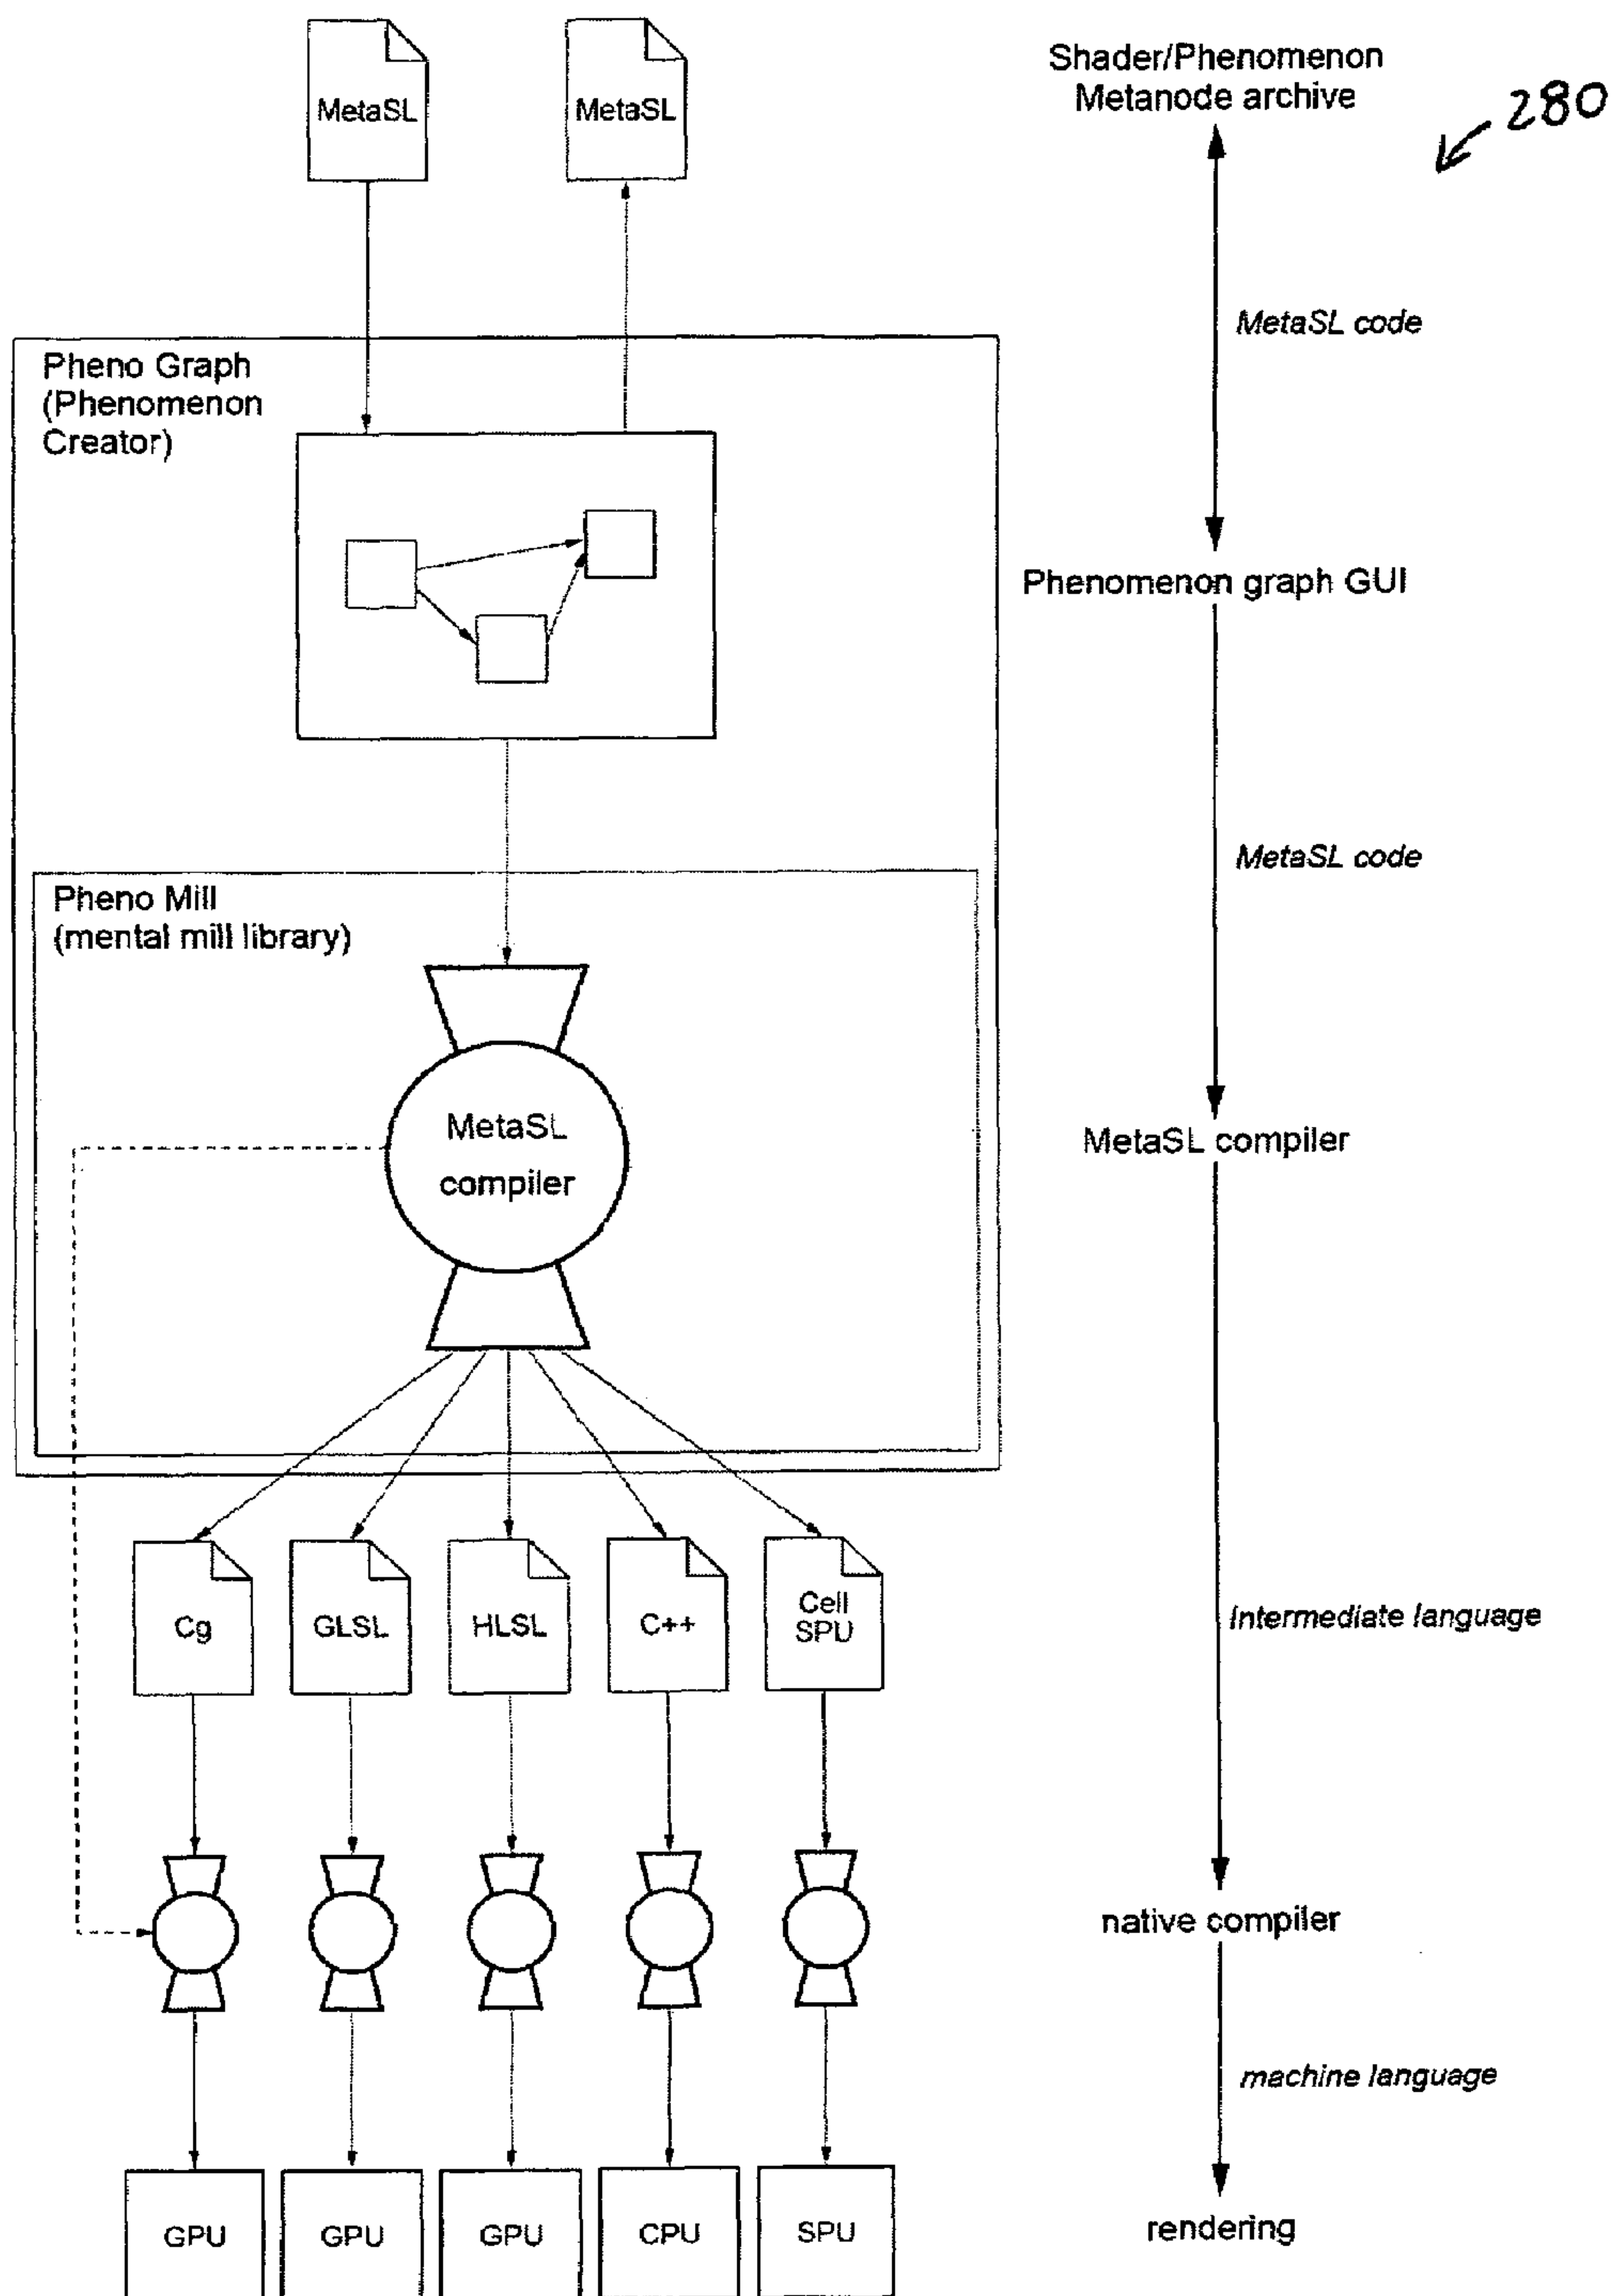 MetaSL
MetaSL
Shader/Phenomenon
Metanode archive
280
MetaSL code
Pheno Graph
(Phenomenon
Creator)
Phenomenon graph GUI
MetaSL code
Pheno Mill
(mental mill library)
MetaSL
compiler
MetaSL compiler
Cg
GLSL
HLSL
C++
Cell
SPU
Intermediate language
native compiler
machine language
GPU
GPU
GPU
CPU
SPU
rendering